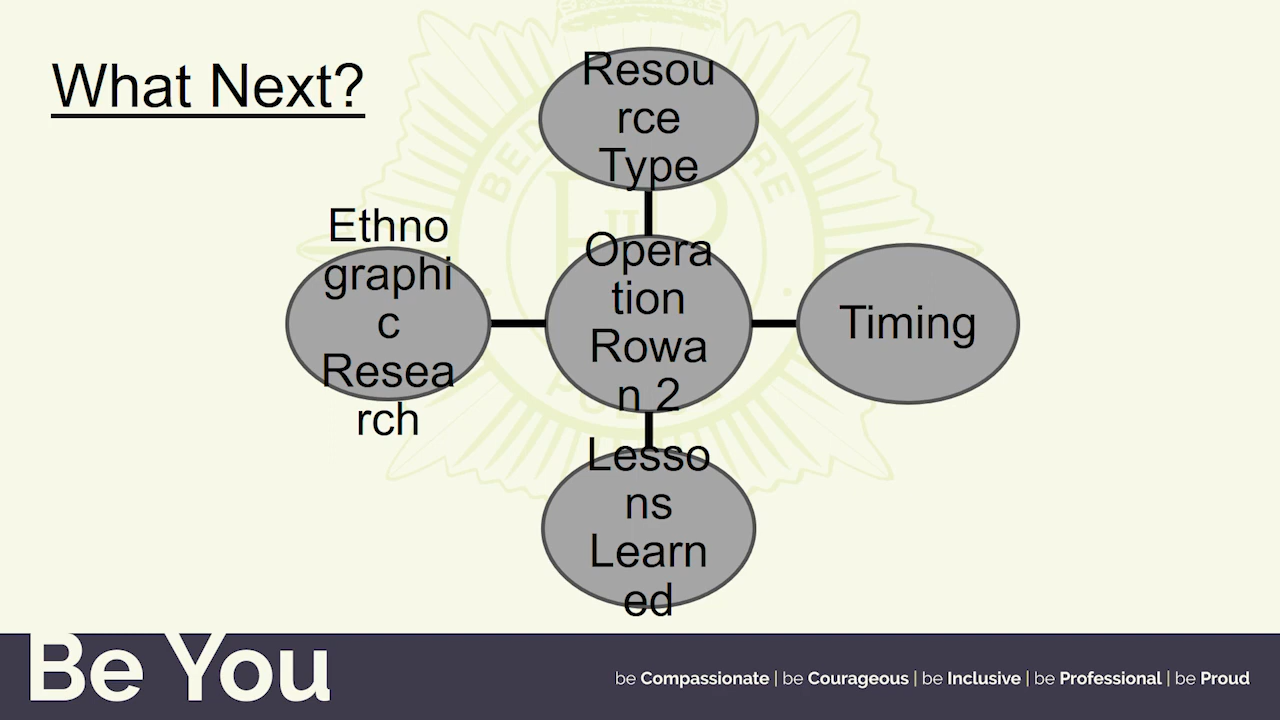 What Next?
Resou
rce
Type
Ethno
graphi
c
Resea
rch
Opera
tion
Rowa
n 2
Timing
Lesso
ns
Learn
ed
Be You
be Compassionate | be Courageous | be Inclusive | be Professional | be Proud